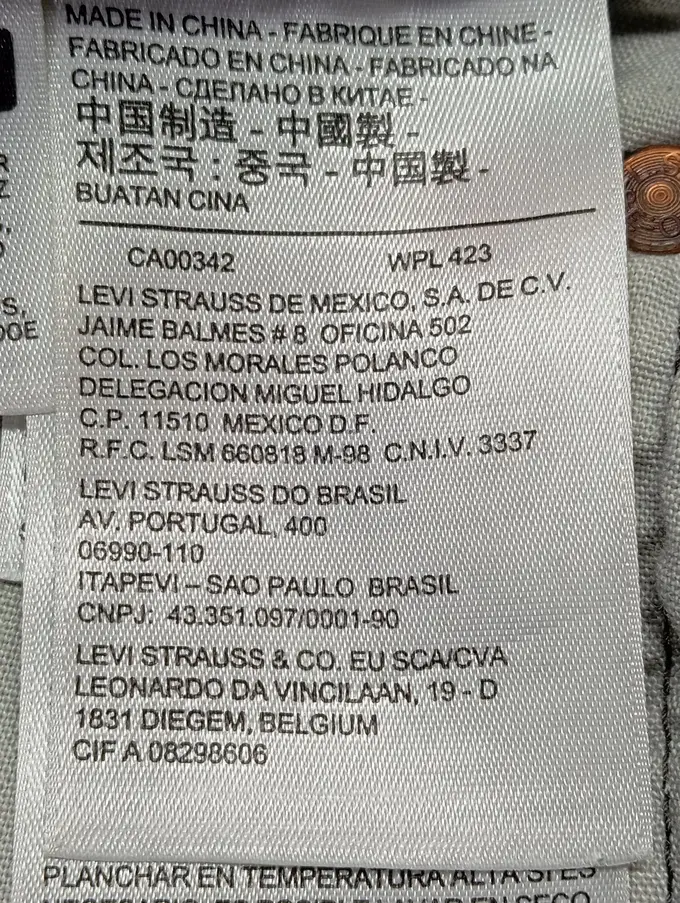 MADE IN CHINA - FABRIQUE EN CHINE -
FABRICADO EN CHINA - FABRICADO NA
CHINA - СДЕЛАНО В КИТАЕ -
中国制造 - 中國製 -
제조국 : 중국 - 中国製 -
BUATAN CINA
CA00342 WPL 423
LEVI STRAUSS DE MEXICO, S.A. DE C.V.
JAIME BALMES # 8 OFICINA 502
COL. LOS MORALES POLANCO
DELEGACION MIGUEL HIDALGO
C.P. 11510 MEXICO D.F.
R.F.C. LSM 660818 M-98 C.N.I.V. 3337
LEVI STRAUSS DO BRASIL
AV. PORTUGAL, 400
06990-110
ITAPEVI – SAO PAULO BRASIL
CNPJ: 43.351.097/0001-90
LEVI STRAUSS & CO. EU SCA/CVA
LEONARDO DA VINCILAAN, 19 - D
1831 DIEGEM, BELGIUM
CIF A 08298606
PLANCHAR EN TEMPERATURA ALTA SI ES